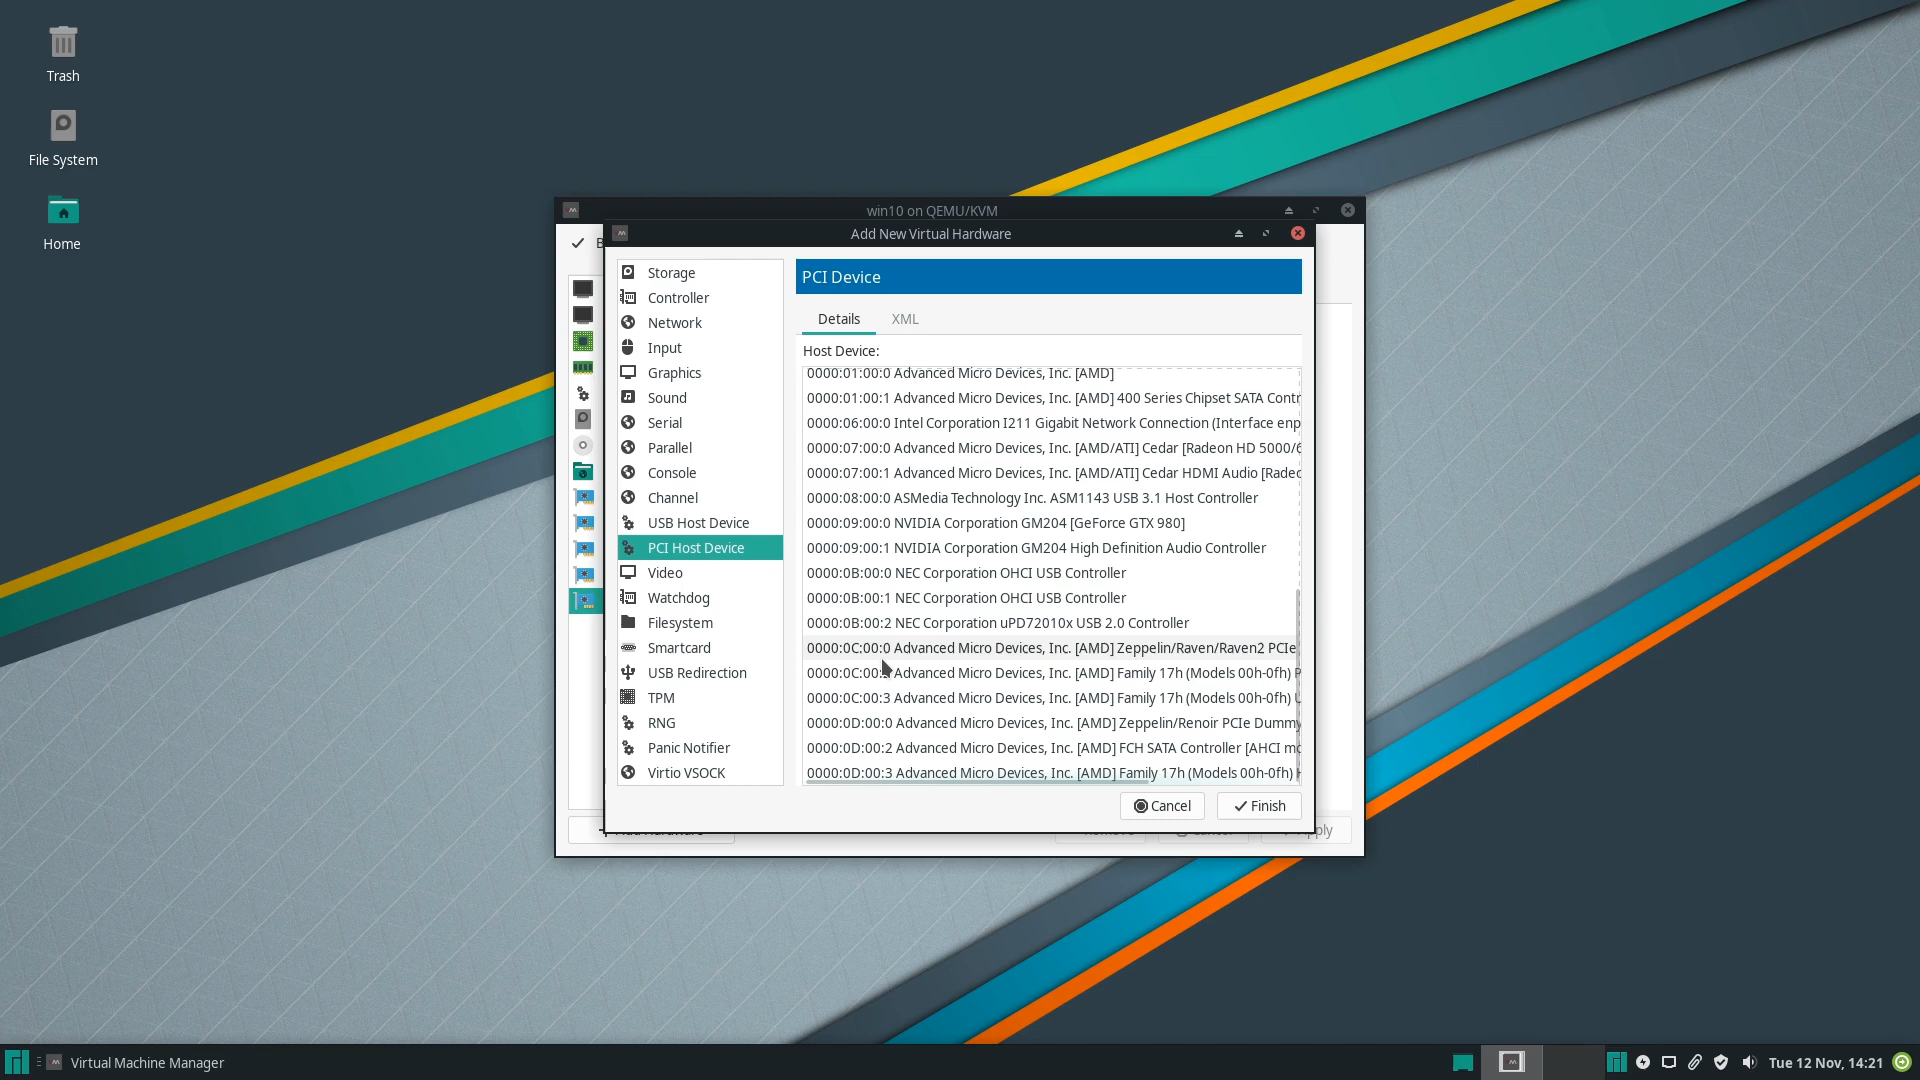 Trash
File System
Home
win10 on QEMU/KVM
Add New Virtual Hardware
Storage
Controller
Network
Input
Graphics
Sound
Serial
Parallel
Console
Channel
USB Host Device
PCI Host Device
Video
Watchdog
Filesystem
Smartcard
USB Redirection
TPM
RNG
Panic Notifier
Virtio VSOCK
PCI Device
Details XML
Host Device:
0000:01:00:0 Advanced Micro Devices, Inc. [AMD]
0000:01:00:1 Advanced Micro Devices, Inc. [AMD] 400 Series Chipset SATA Contr
0000:06:00:0 Intel Corporation I211 Gigabit Network Connection (Interface enp
0000:07:00:0 Advanced Micro Devices, Inc. [AMD/ATI] Cedar [Radeon HD 5000/6
0000:07:00:1 Advanced Micro Devices, Inc. [AMD/ATI] Cedar HDMI Audio [Radeo
0000:08:00:0 ASMedia Technology Inc. ASM1143 USB 3.1 Host Controller
0000:09:00:0 NVIDIA Corporation GM204 [GeForce GTX 980]
0000:09:00:1 NVIDIA Corporation GM204 High Definition Audio Controller
0000:0B:00:0 NEC Corporation OHCI USB Controller
0000:0B:00:1 NEC Corporation OHCI USB Controller
0000:0B:00:2 NEC Corporation uPD72010x USB 2.0 Controller
0000:0C:00:0 Advanced Micro Devices, Inc. [AMD] Zeppelin/Raven/Raven2 PCIe
Advanced Micro Devices, Inc. [AMD] Family 17h (Models 00h-0fh) P
0000:0C:00:3 Advanced Micro Devices, Inc. [AMD] Family 17h (Models 00h-0fh) U
0000:0D:00:0 Advanced Micro Devices, Inc. [AMD] Zeppelin/Renoir PCIe Dummy
0000:0D:00:2 Advanced Micro Devices, Inc. [AMD] FCH SATA Controller [AHCI mo
0000:0D:00:3 Advanced Micro Devices, Inc. [AMD] Family 17h (Models 00h-0fh) H
Cancel Finish
Virtual Machine Manager
Tue 12 Nov, 14:21